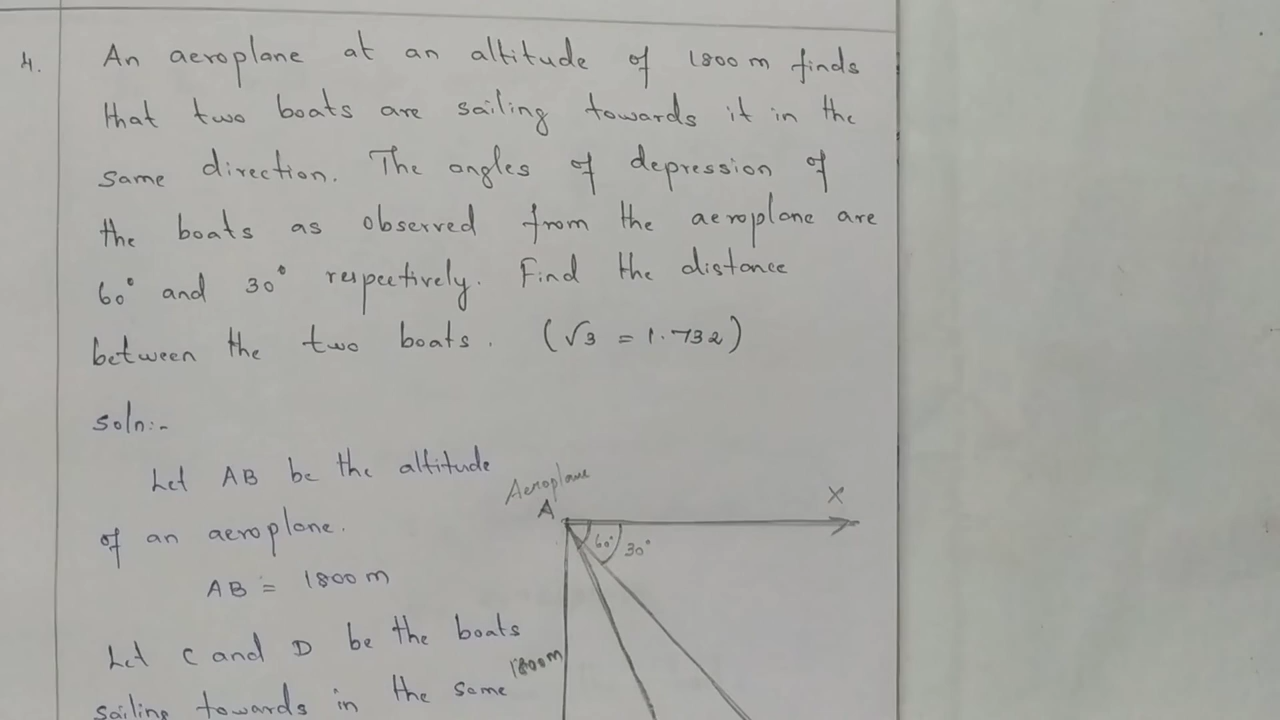 4. An aeroplane at an altitude of 1800 m finds
that two boats are sailing towards it in the
same direction. The angles of depression of
the boats as observed from the aeroplane are
60° and 30° respectively. Find the distance
between the two boats. (√3 = 1.732)
Soln:-
Let AB be the altitude
of an aeroplane.
AB = 1800 m
Let C and D be the boats
sailing towards in the same
Aeroplane
A
X
60°
30°
1800m